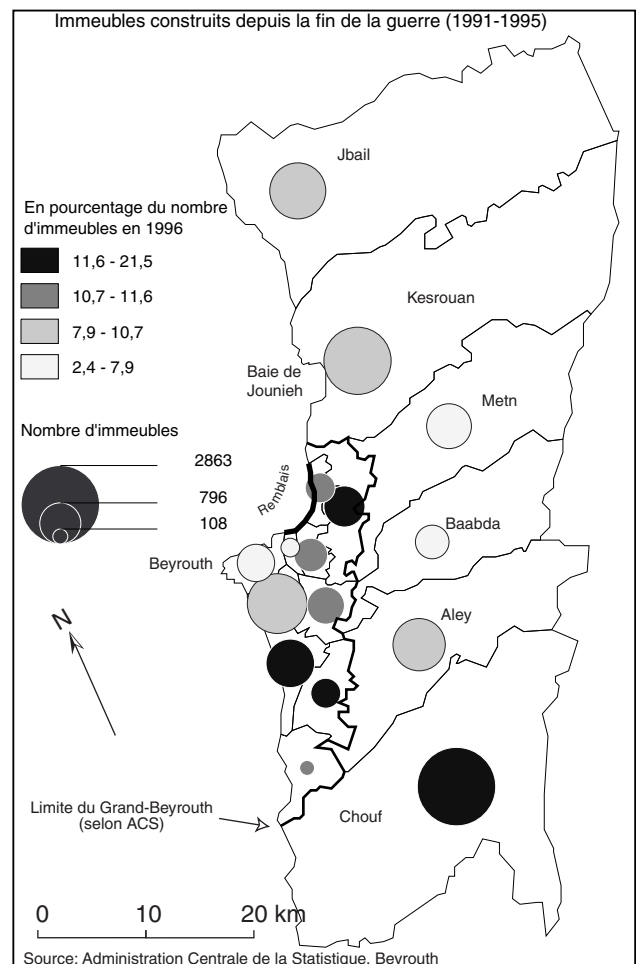 Immeubles construits depuis la fin de la guerre (1991-1995)
Jbail
En pourcentage du nombre
d'immeubles en 1996
11,6 - 21,5
10,7 - 11,6
7,9 - 10,7
2,4 - 7,9
Kesrouan
Baie de
Jounieh
Metn
Nombre d'immeubles
2863
796
108
Remblais
Baabda
Beyrouth
N
Aley
Limite du Grand-Beyrouth
(selon ACS)
Chouf
0 10 20 km
Source: Administration Centrale de la Statistique, Beyrouth